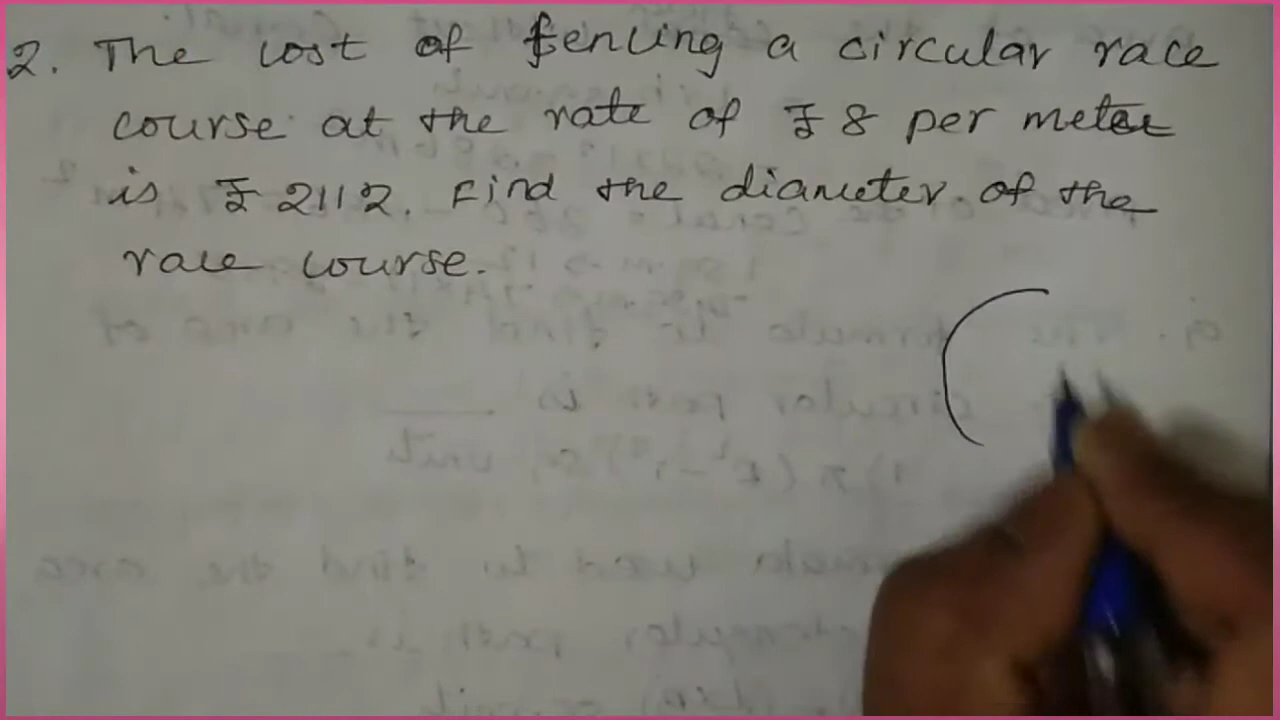 2. The cost of fencing a circular race
course at the rate of ₹ 8 per meter
is ₹ 2112. Find the diameter of the
race course.